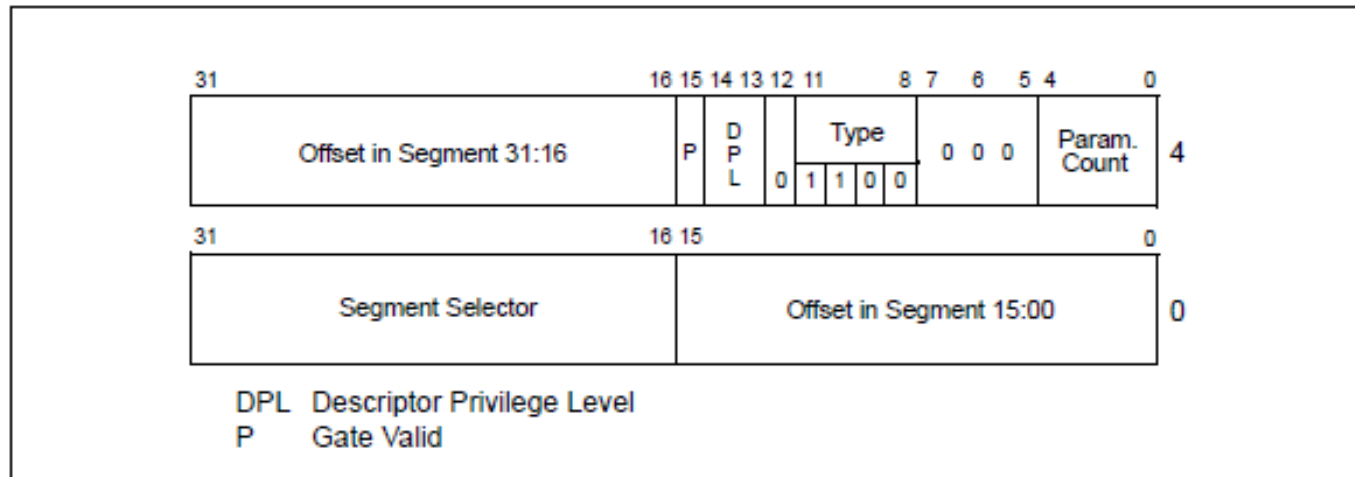 31 16 15 14 13 12 11 8 7 6 5 4 0
Offset in Segment 31:16 P D P L 0 Type 1 1 0 0 0 0 0 Param. Count 4
31 16 15 0
Segment Selector Offset in Segment 15:00 0
DPL Descriptor Privilege Level
P Gate Valid